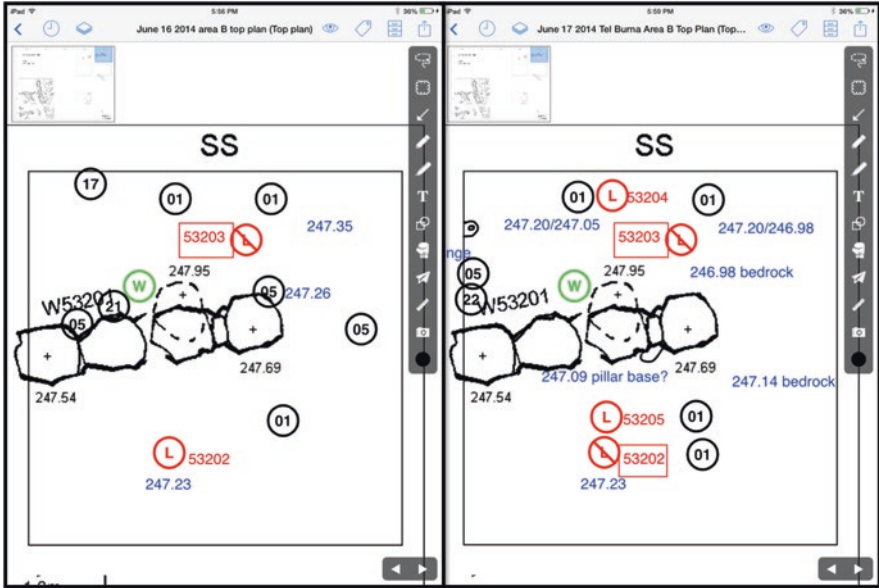 iPad 5:56 PM 36%
June 16 2014 area B top plan (Top plan)
SS
17
01
01
53203
L
247.35
W
247.95
05
247.26
W53201
21
05
05
247.54
247.69
01
L
53202
247.23
T
iPad 5:59 PM 36%
June 17 2014 Tel Burna Area B Top Plan (Top...
SS
01
L
53204
01
247.20/247.05
53203
L
247.20/246.98
nge
05
W
247.95
246.98 bedrock
22
W53201
247.54
247.09 pillar base?
247.69
247.14 bedrock
L
53205
01
L
53202
01
247.23
T